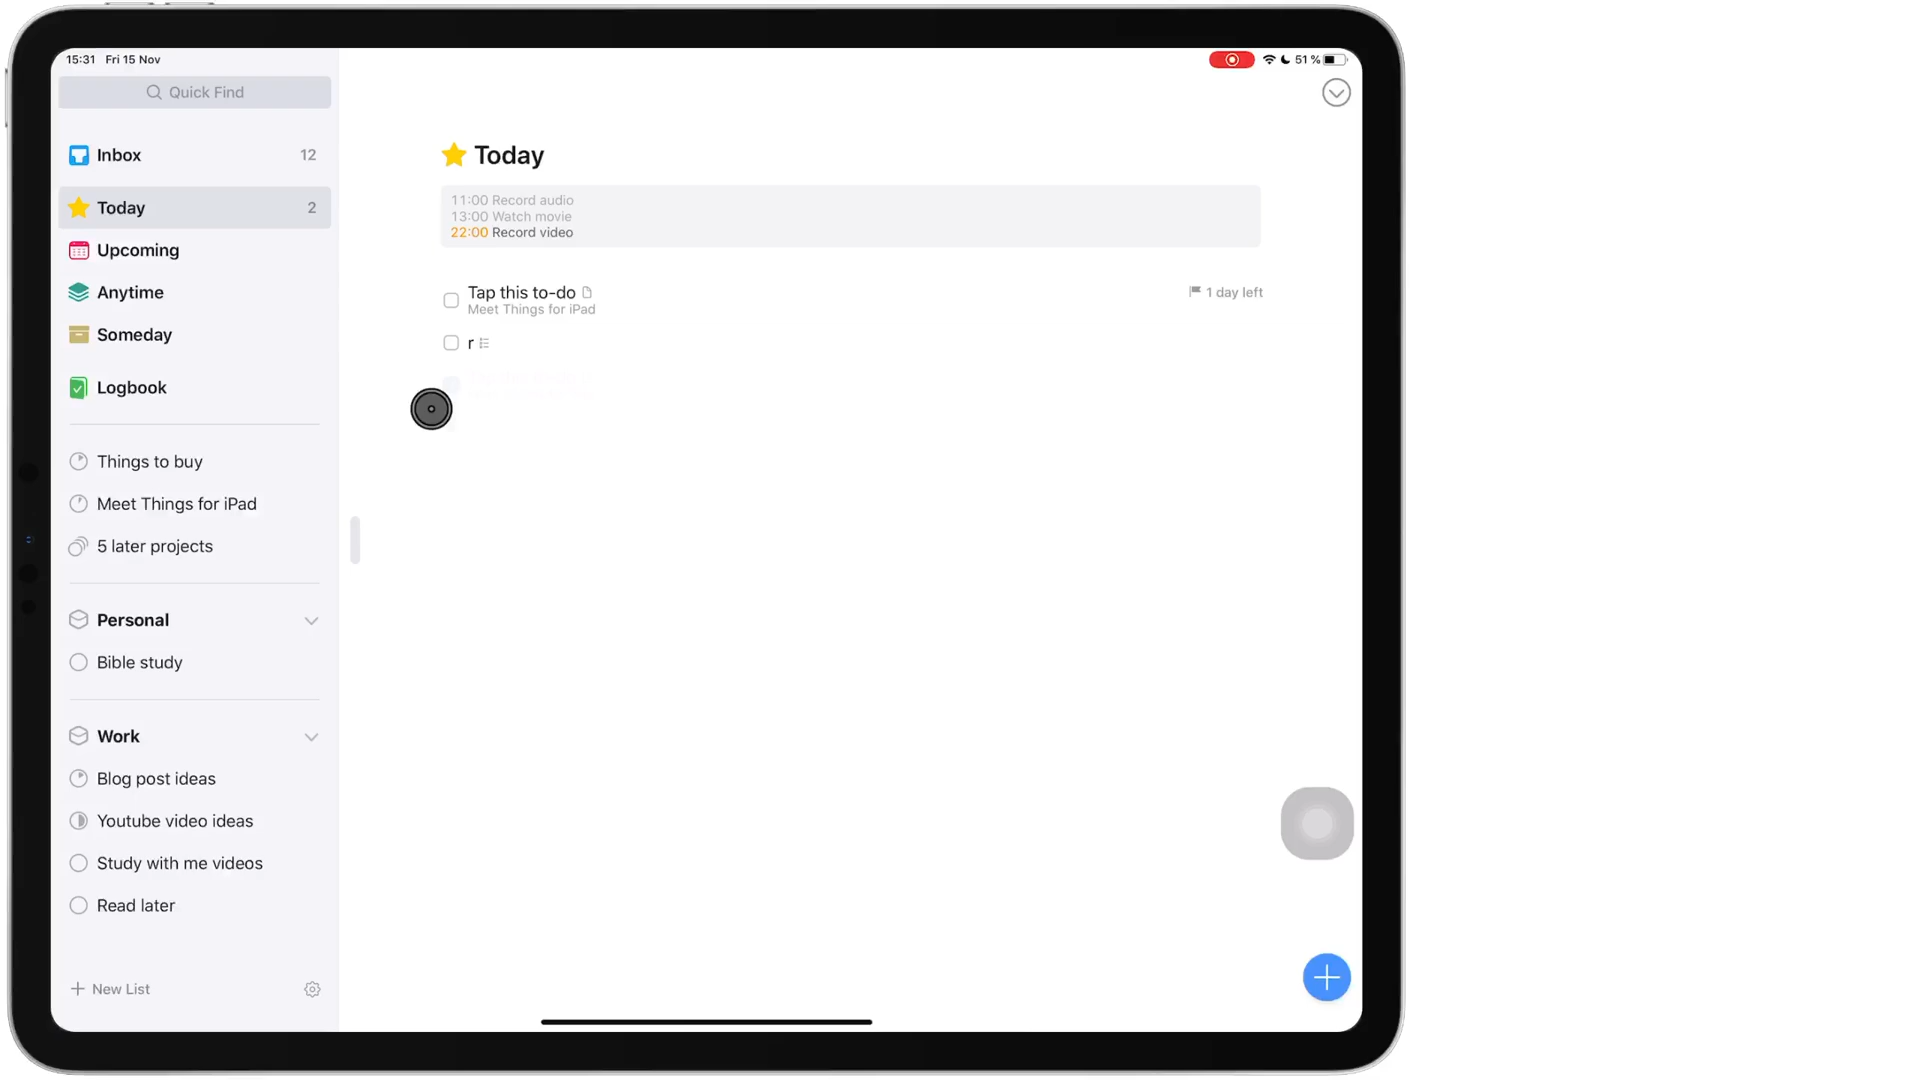 15:31 Fri 15 Nov
51 %
Quick Find
Inbox 12
Today 2
Upcoming
Anytime
Someday
Logbook
Things to buy
Meet Things for iPad
5 later projects
Personal
Bible study
Work
Blog post ideas
Youtube video ideas
Study with me videos
Read later
New List
Today
11:00 Record audio
13:00 Watch movie
22:00 Record video
Tap this to-do
Meet Things for iPad
1 day left
r